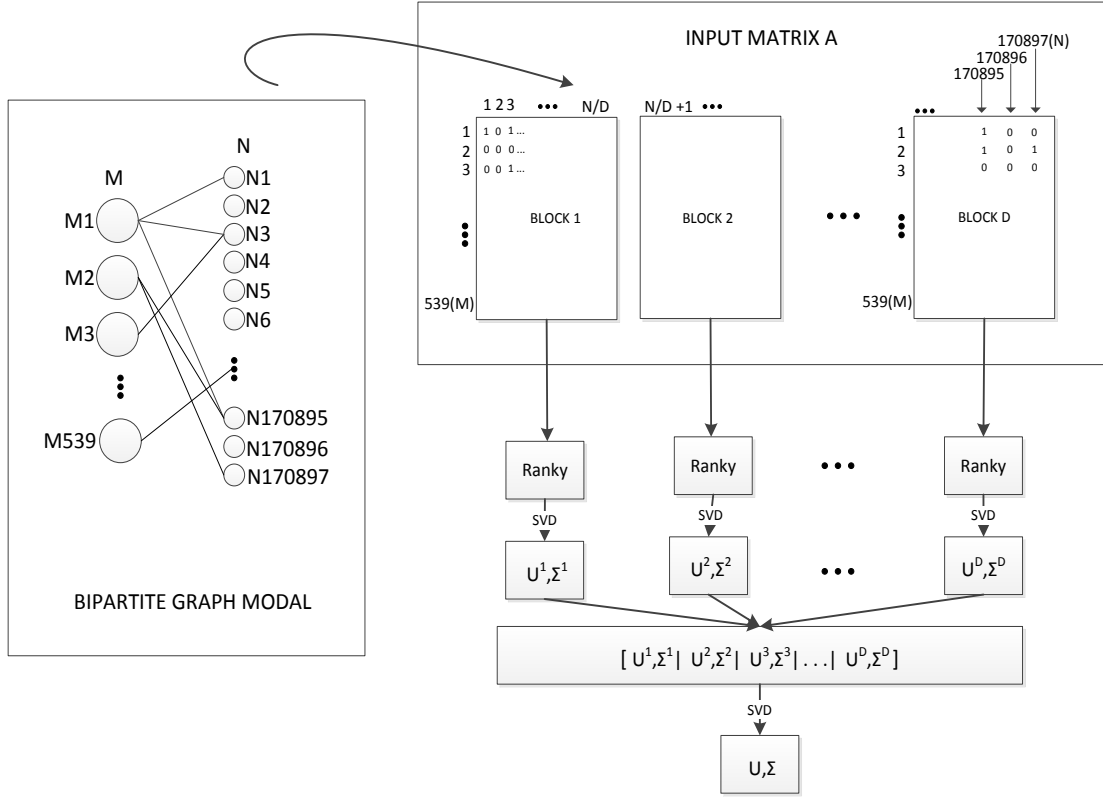 M
N
M1
M2
M3
M539
N1
N2
N3
N4
N5
N6
N170895
N170896
N170897
BIPARTITE GRAPH MODAL
INPUT MATRIX A
1 2 3 ••• N/D
1
2
3
539(M)
1 0 1 ...
0 0 0...
0 0 1...
BLOCK 1
N/D +1 •••
BLOCK 2
•••
170897(N)
170896
170895
•••
1
2
3
539(M)
1 0 0
1 0 1
0 0 0
BLOCK D
Ranky
Ranky
•••
Ranky
SVD
SVD
SVD
U¹,Σ¹
U²,Σ²
•••
Uᴰ,Σᴰ
[ U¹,Σ¹| U²,Σ²| U³,Σ³| . . . | Uᴰ,Σᴰ ]
SVD
U,Σ